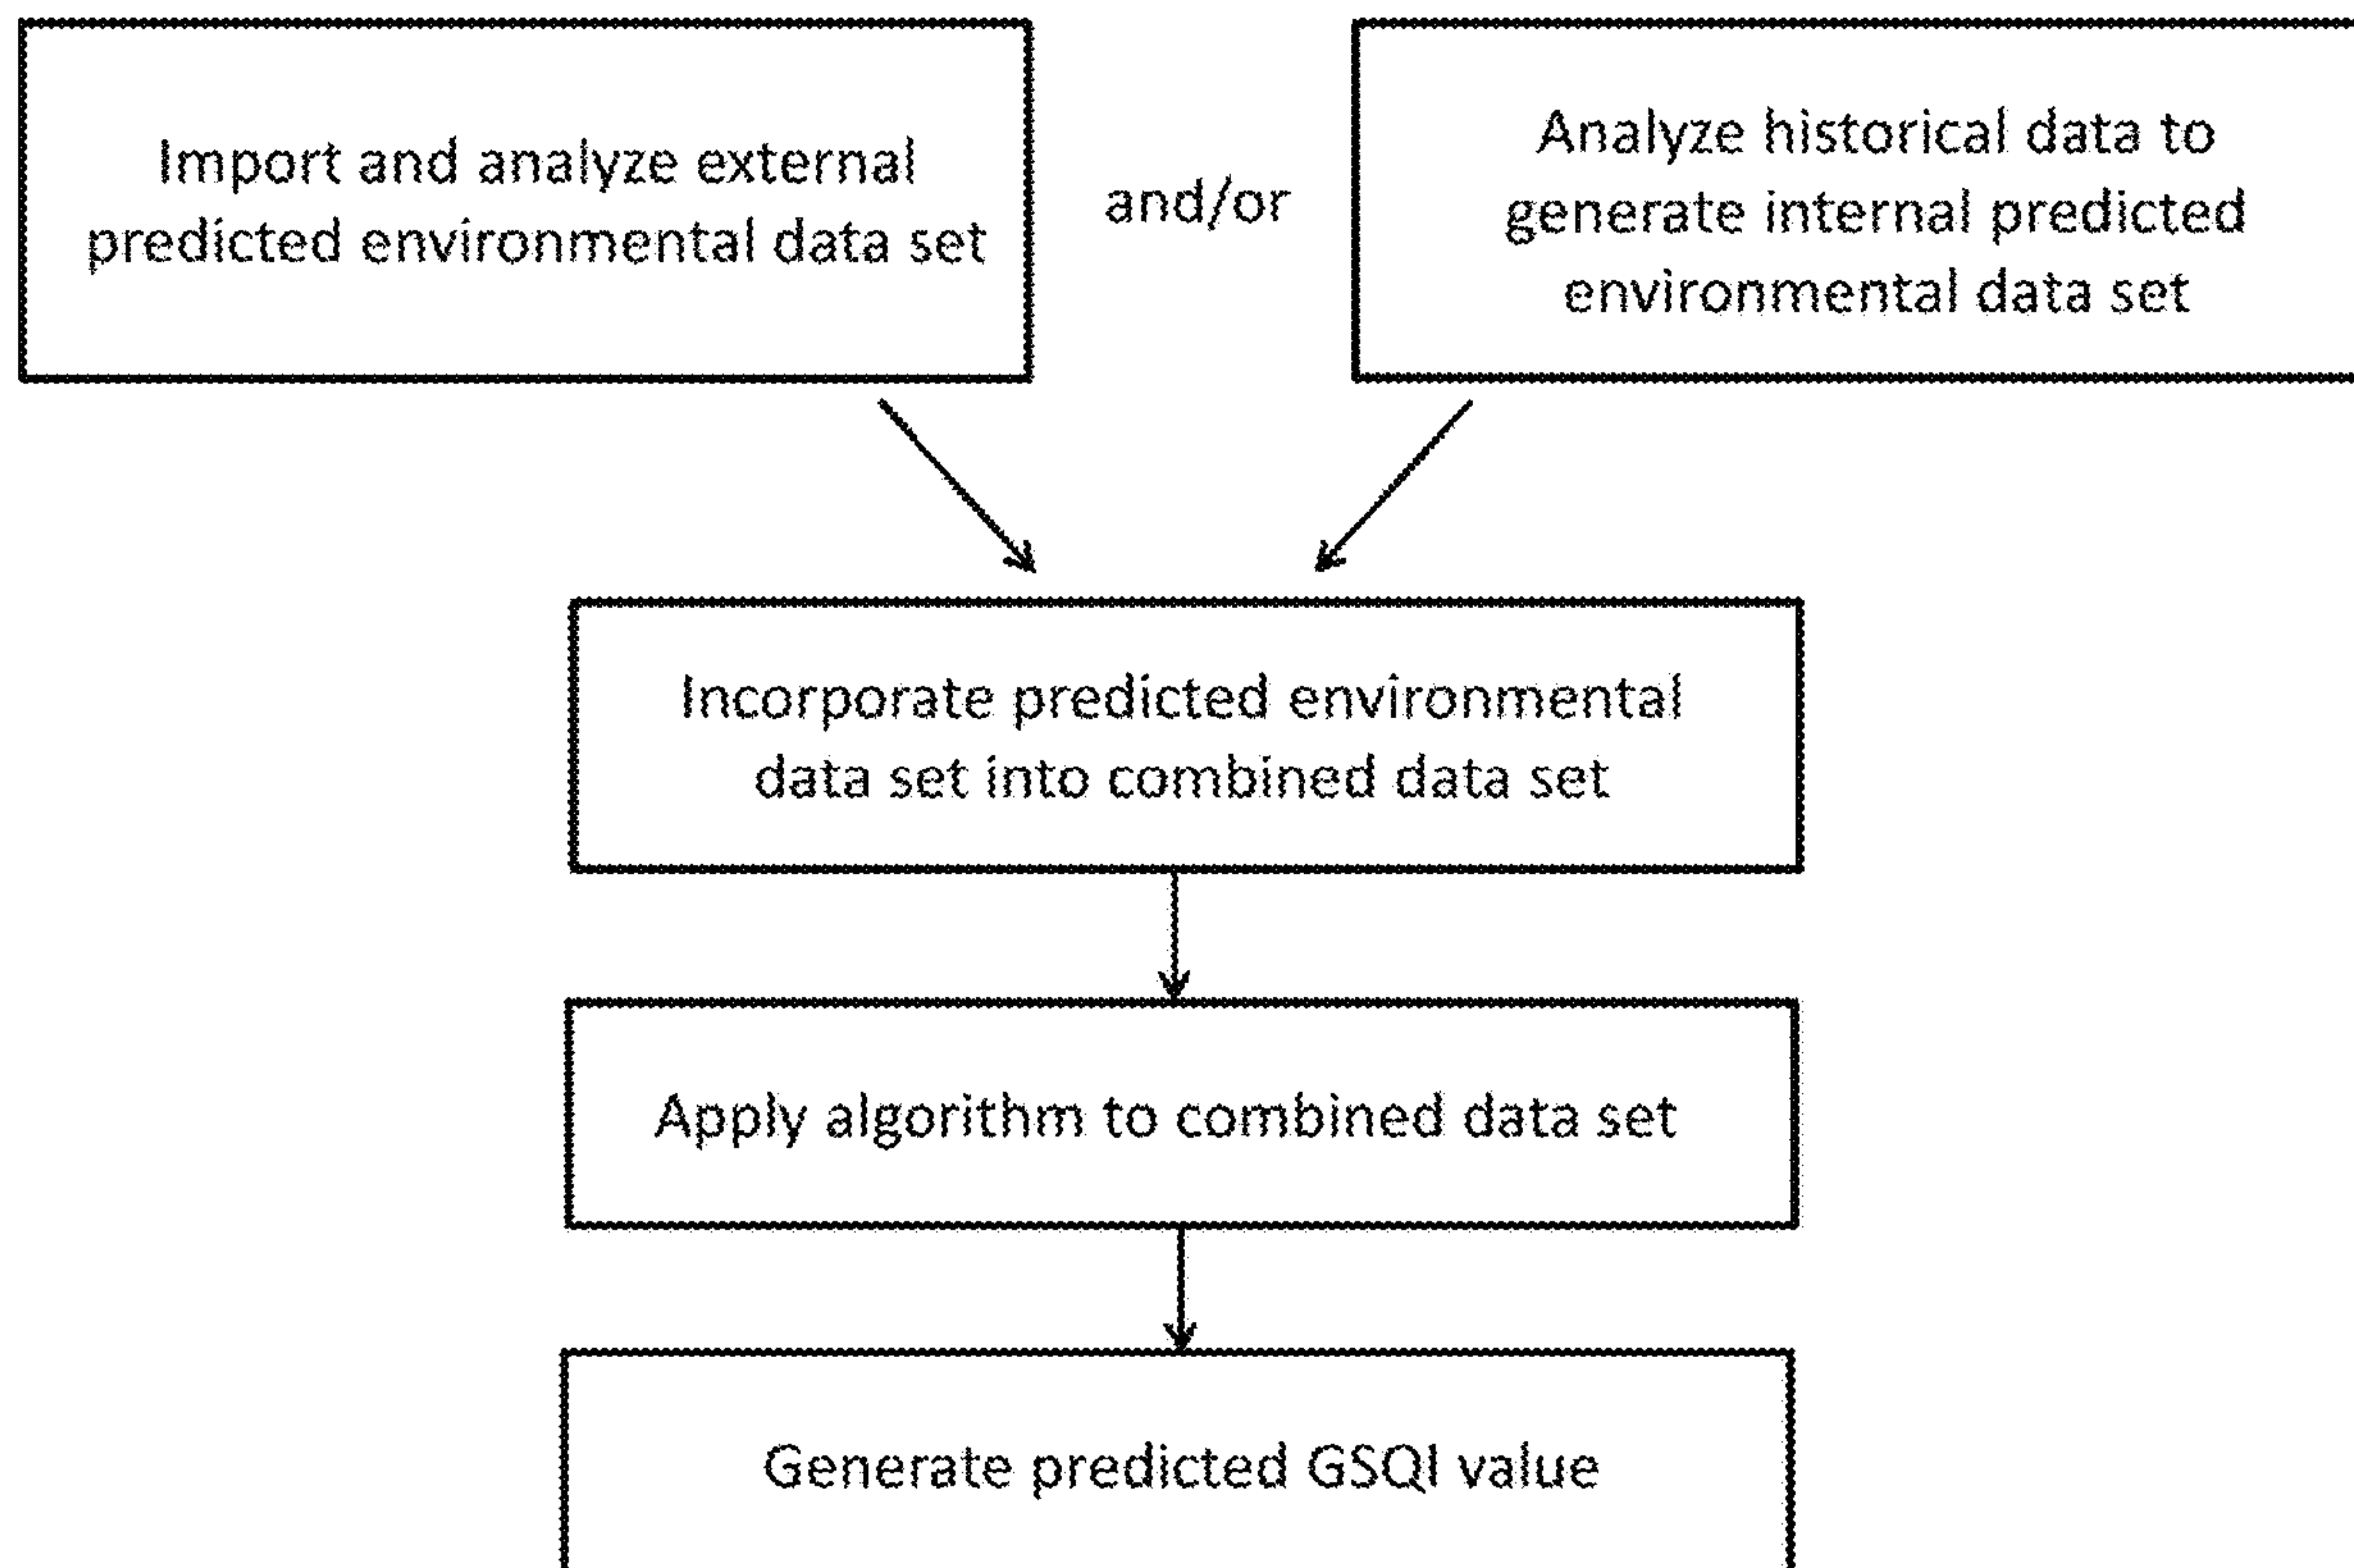 Import and analyze external
predicted environmental data set
and/or
Analyze historical data to
generate internal predicted
environmental data set
Incorporate predicted environmental
data set into combined data set
Apply algorithm to combined data set
Generate predicted GSQI value